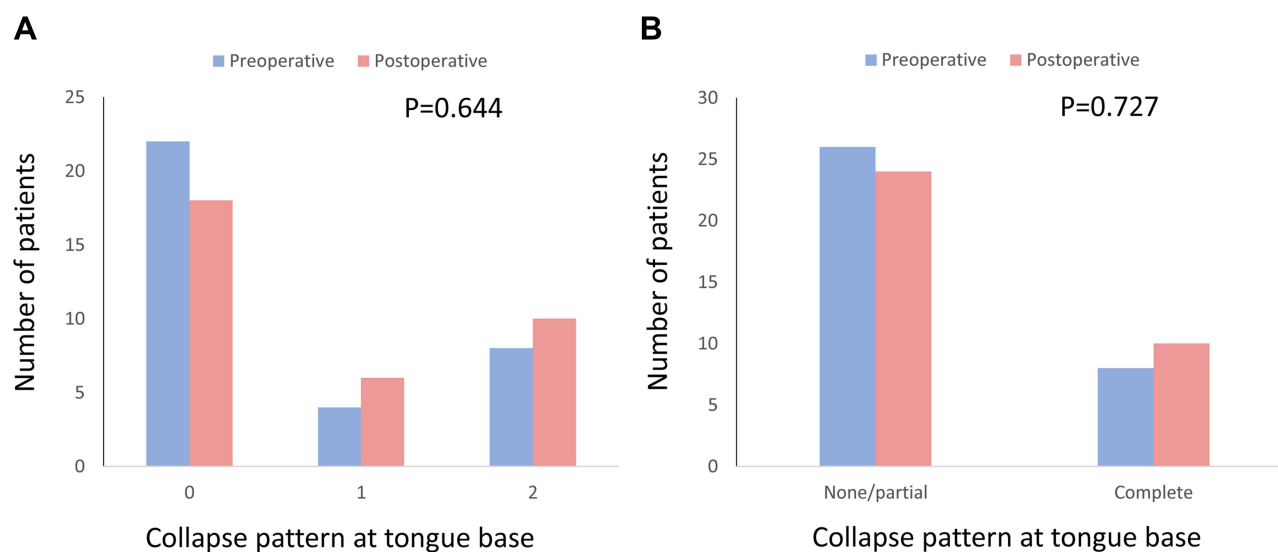 A
Preoperative Postoperative
P=0.644
25
20
15
10
5
0
Number of patients
0 1 2
Collapse pattern at tongue base
B
Preoperative Postoperative
P=0.727
30
25
20
15
10
5
0
Number of patients
None/partial Complete
Collapse pattern at tongue base